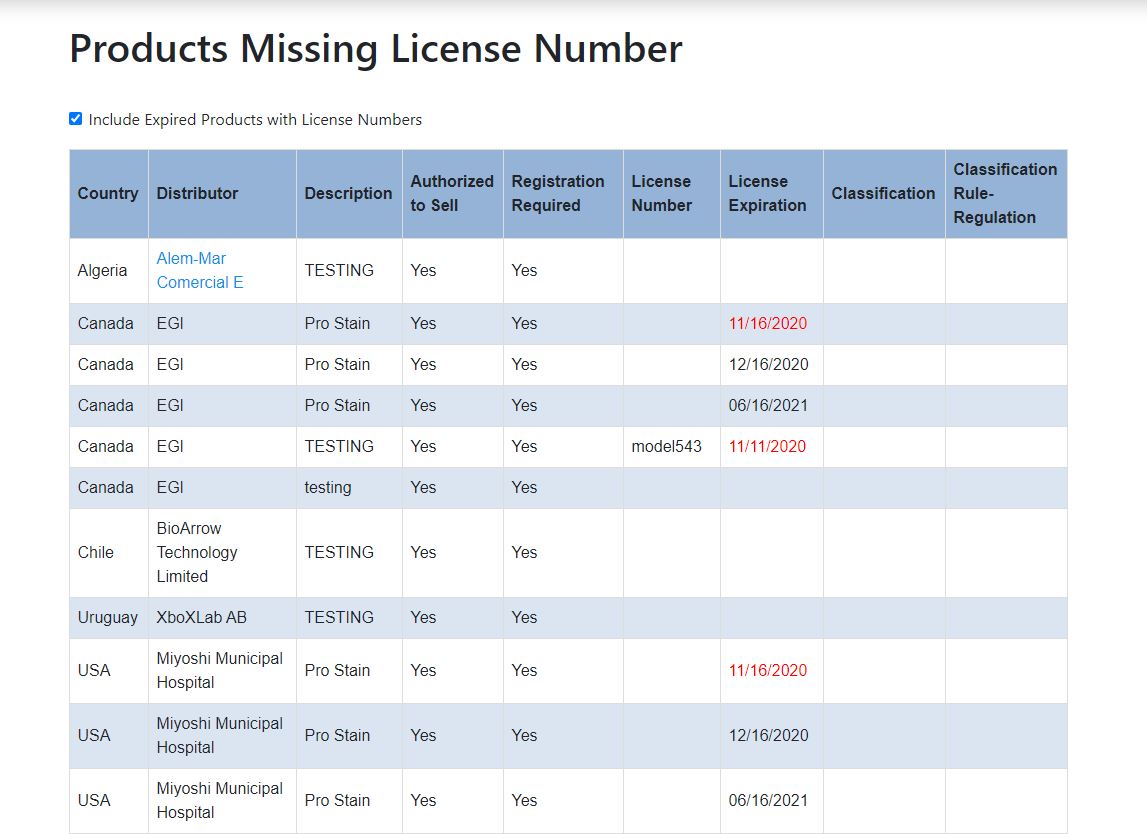 Products Missing License Number
Include Expired Products with License Numbers
Country Distributor Description Authorized to Sell Registration Required License Number License Expiration Classification Classification Rule-Regulation
Algeria Alem-Mar Comercial E TESTING Yes Yes
Canada EGI Pro Stain Yes Yes 11/16/2020
Canada EGI Pro Stain Yes Yes 12/16/2020
Canada EGI Pro Stain Yes Yes 06/16/2021
Canada EGI TESTING Yes Yes model543 11/11/2020
Canada EGI testing Yes Yes
Chile BioArrow Technology Limited TESTING Yes Yes
Uruguay XboXLab AB TESTING Yes Yes
USA Miyoshi Municipal Hospital Pro Stain Yes Yes 11/16/2020
USA Miyoshi Municipal Hospital Pro Stain Yes Yes 12/16/2020
USA Miyoshi Municipal Hospital Pro Stain Yes Yes 06/16/2021